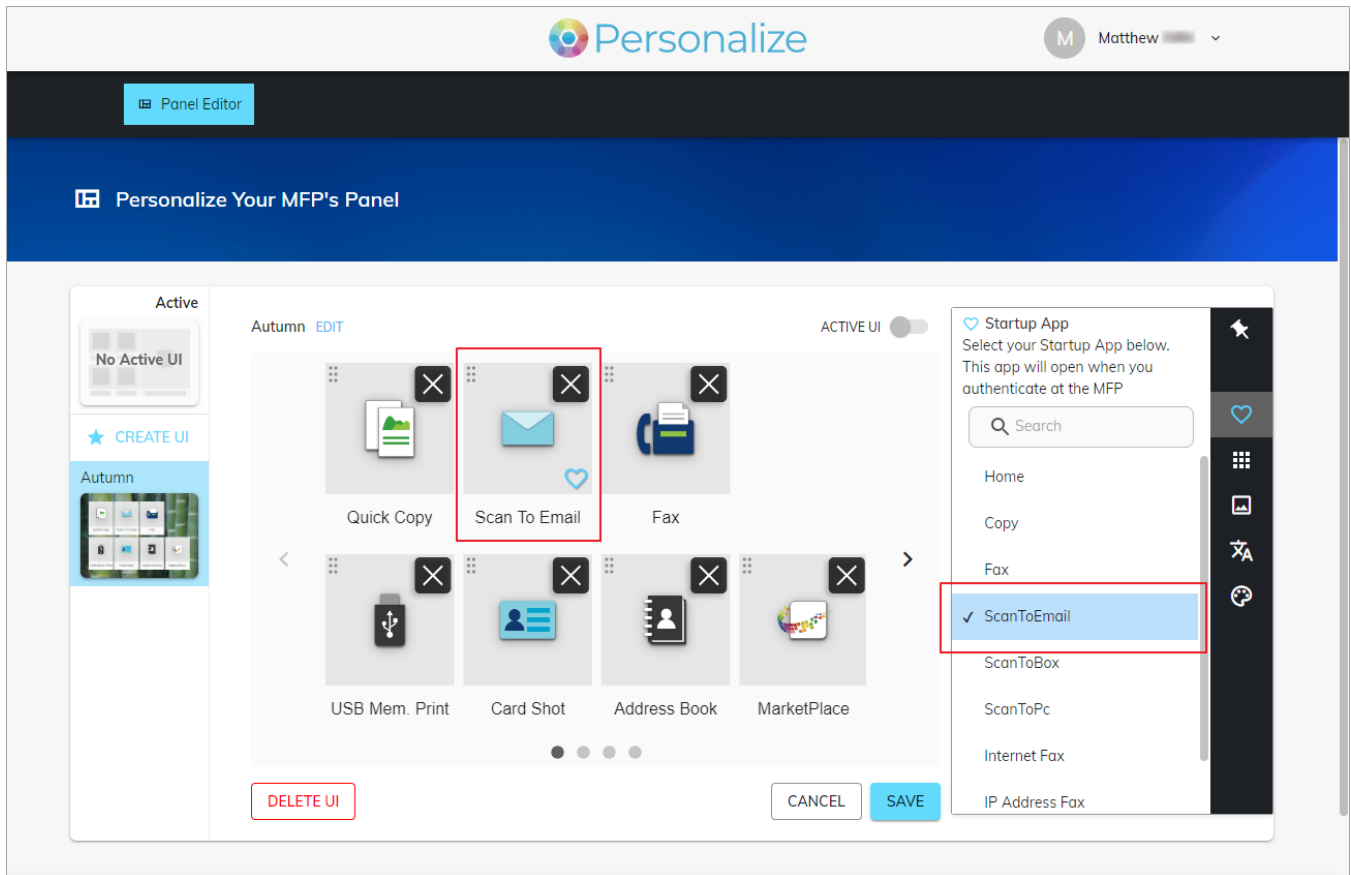 Personalize
M
Matthew
Panel Editor
Personalize Your MFP's Panel
Active
No Active UI
CREATE UI
Autumn
Autumn EDIT
ACTIVE UI
Quick Copy
Scan To Email
Fax
USB Mem. Print
Card Shot
Address Book
MarketPlace
DELETE UI
CANCEL
SAVE
Startup App
Select your Startup App below.
This app will open when you
authenticate at the MFP
Search
Home
Copy
Fax
ScanToEmail
ScanToBox
ScanToPc
Internet Fax
IP Address Fax